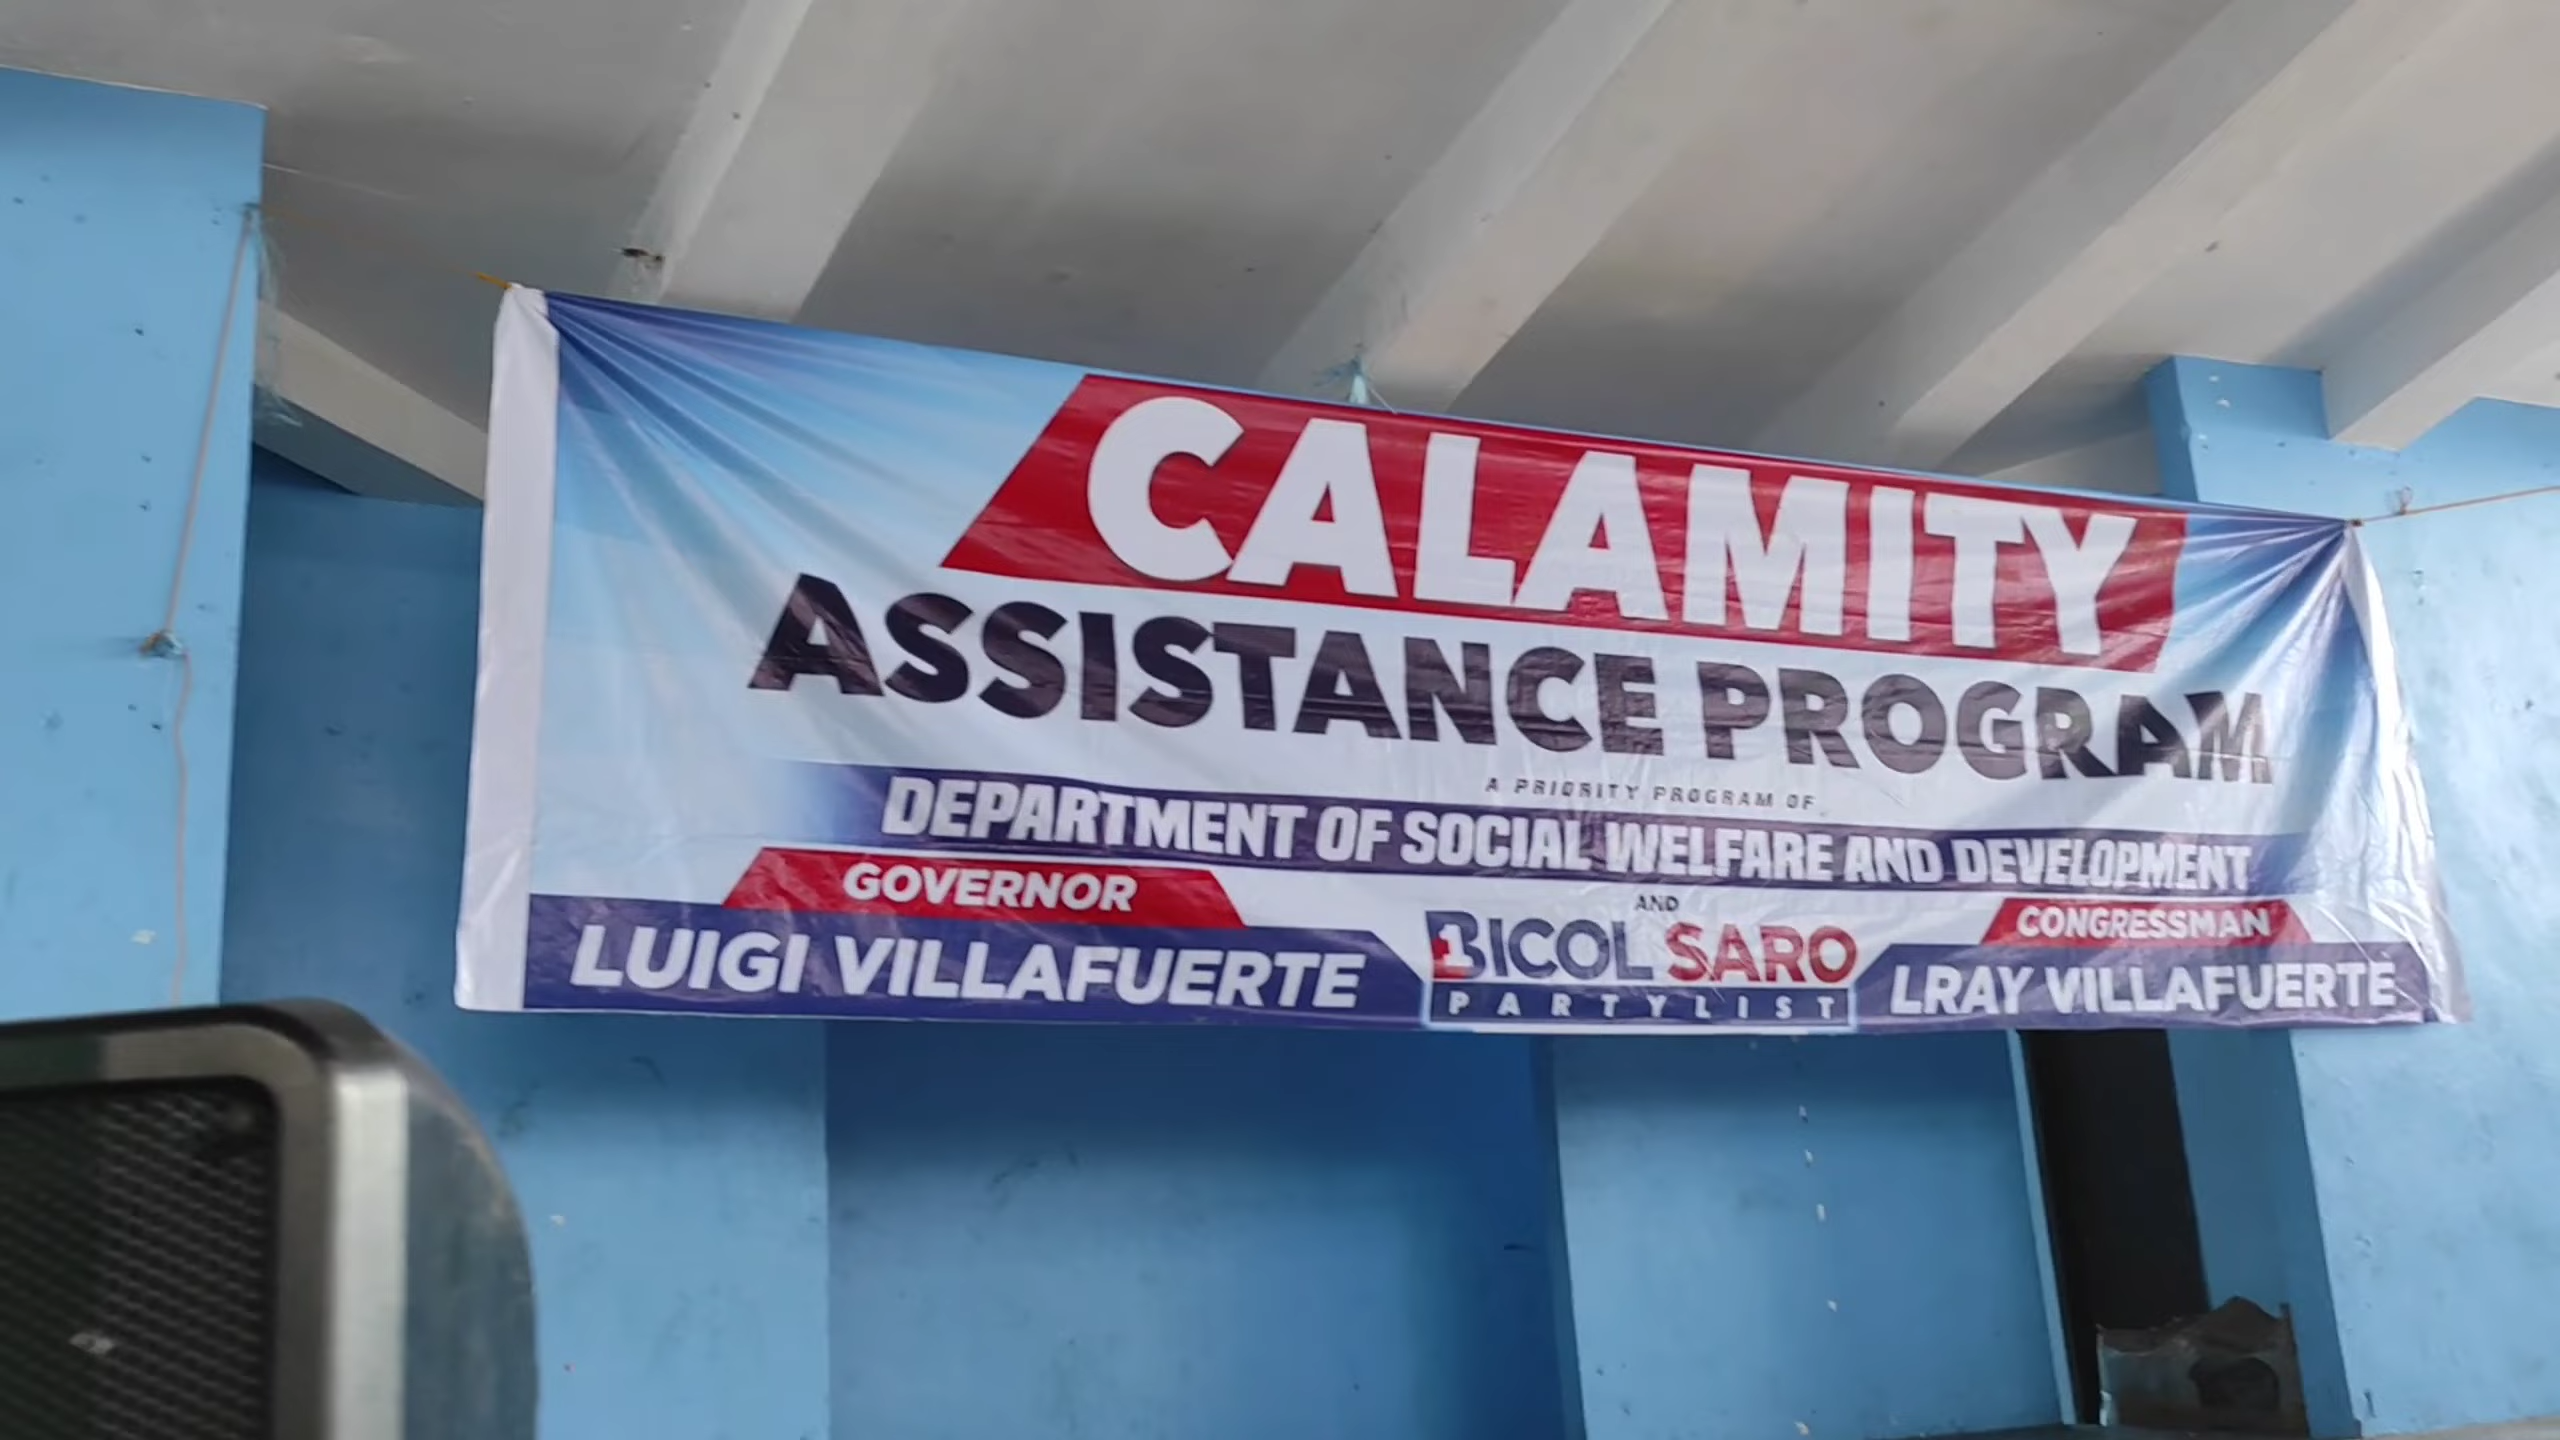 CALAMITY
ASSISTANCE PROGRAM
A PRIORITY PROGRAM OF
DEPARTMENT OF SOCIAL WELFARE AND DEVELOPMENT
AND
GOVERNOR
LUIGI VILLAFUERTE
1BICOL SARO
PARTYLIST
CONGRESSMAN
LRAY VILLAFUERTE